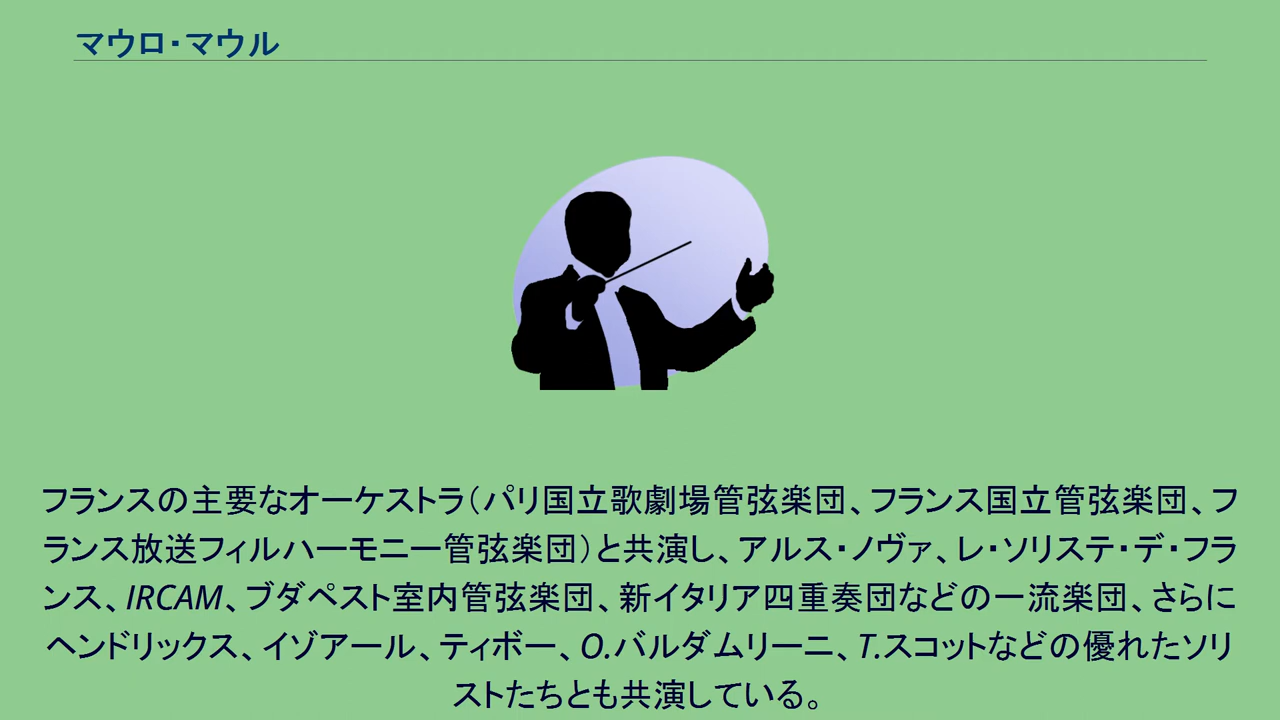 マウロ・マウル
フランスの主要なオーケストラ（パリ国立歌劇場管弦楽団、フランス国立管弦楽団、フ
ランス放送フィルハーモニー管弦楽団）と共演し、アルス・ノヴァ、レ・ソリステ・デ・フラ
ンス、IRCAM、ブダペスト室内管弦楽団、新イタリア四重奏団などの一流楽団、さらに
ヘンドリックス、イゾアール、ティボー、O.バルダムリーニ、T.スコットなどの優れたソリ
ストたちとも共演している。